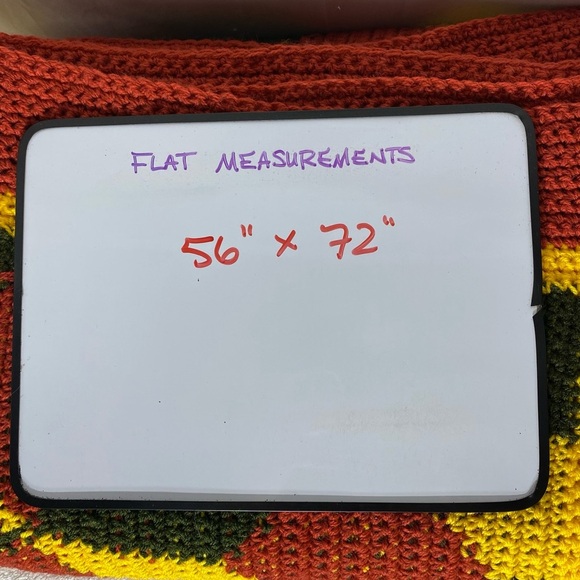 FLAT MEASUREMENTS
56" x 72"